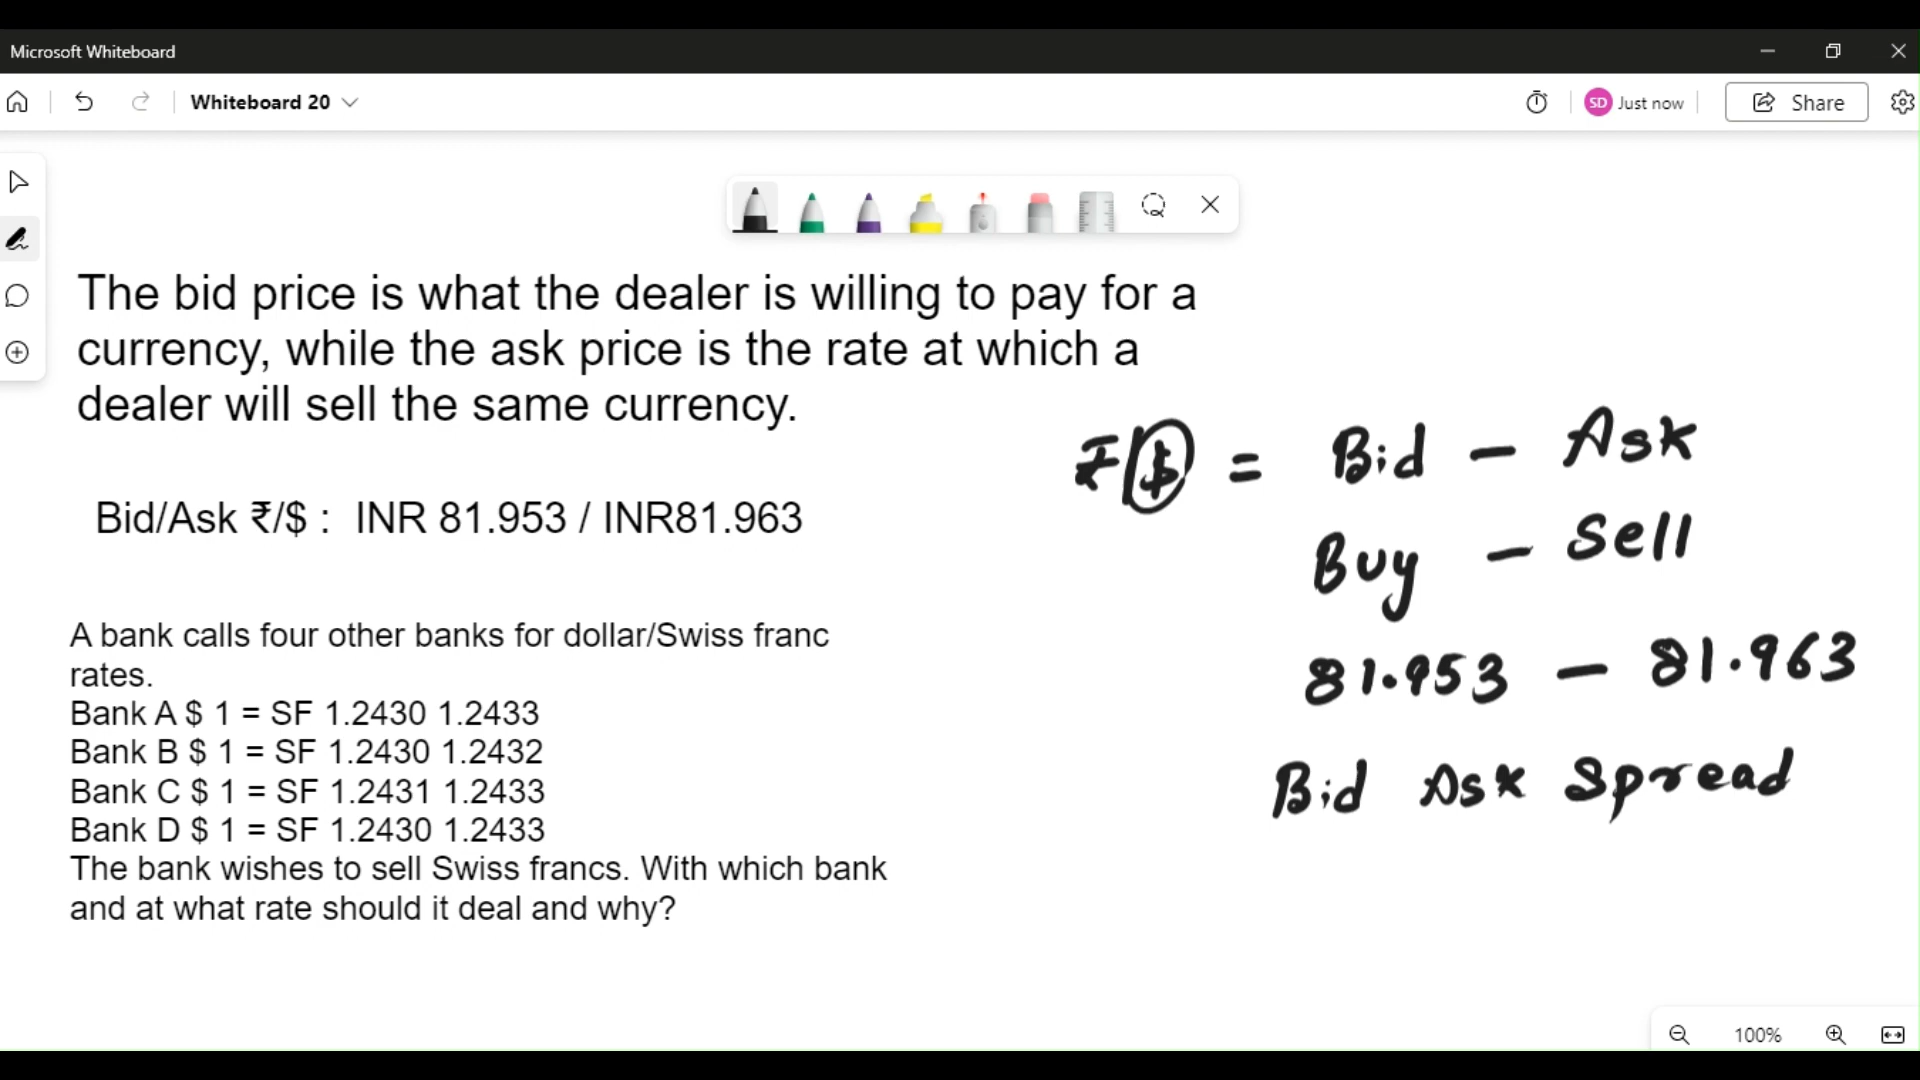 Microsoft Whiteboard
Whiteboard 20
SD Just now
Share
The bid price is what the dealer is willing to pay for a
currency, while the ask price is the rate at which a
dealer will sell the same currency.
Bid/Ask ₹/$ : INR 81.953 / INR81.963
A bank calls four other banks for dollar/Swiss franc
rates.
Bank A $ 1 = SF 1.2430 1.2433
Bank B $ 1 = SF 1.2430 1.2432
Bank C $ 1 = SF 1.2431 1.2433
Bank D $ 1 = SF 1.2430 1.2433
The bank wishes to sell Swiss francs. With which bank
and at what rate should it deal and why?
₹/$ = Bid - Ask
Buy - Sell
81.953 - 81.963
Bid Ask Spread
100%